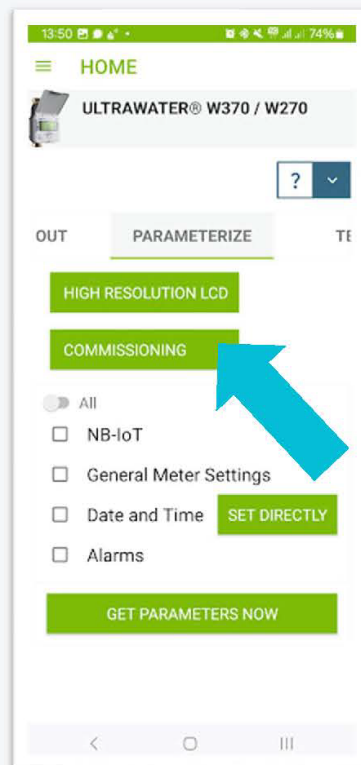 13:50 74%
HOME
ULTRAWATER® W370 / W270
?
OUT PARAMETERIZE TE
HIGH RESOLUTION LCD
COMMISSIONING
All
NB-IoT
General Meter Settings
Date and Time SET DIRECTLY
Alarms
GET PARAMETERS NOW